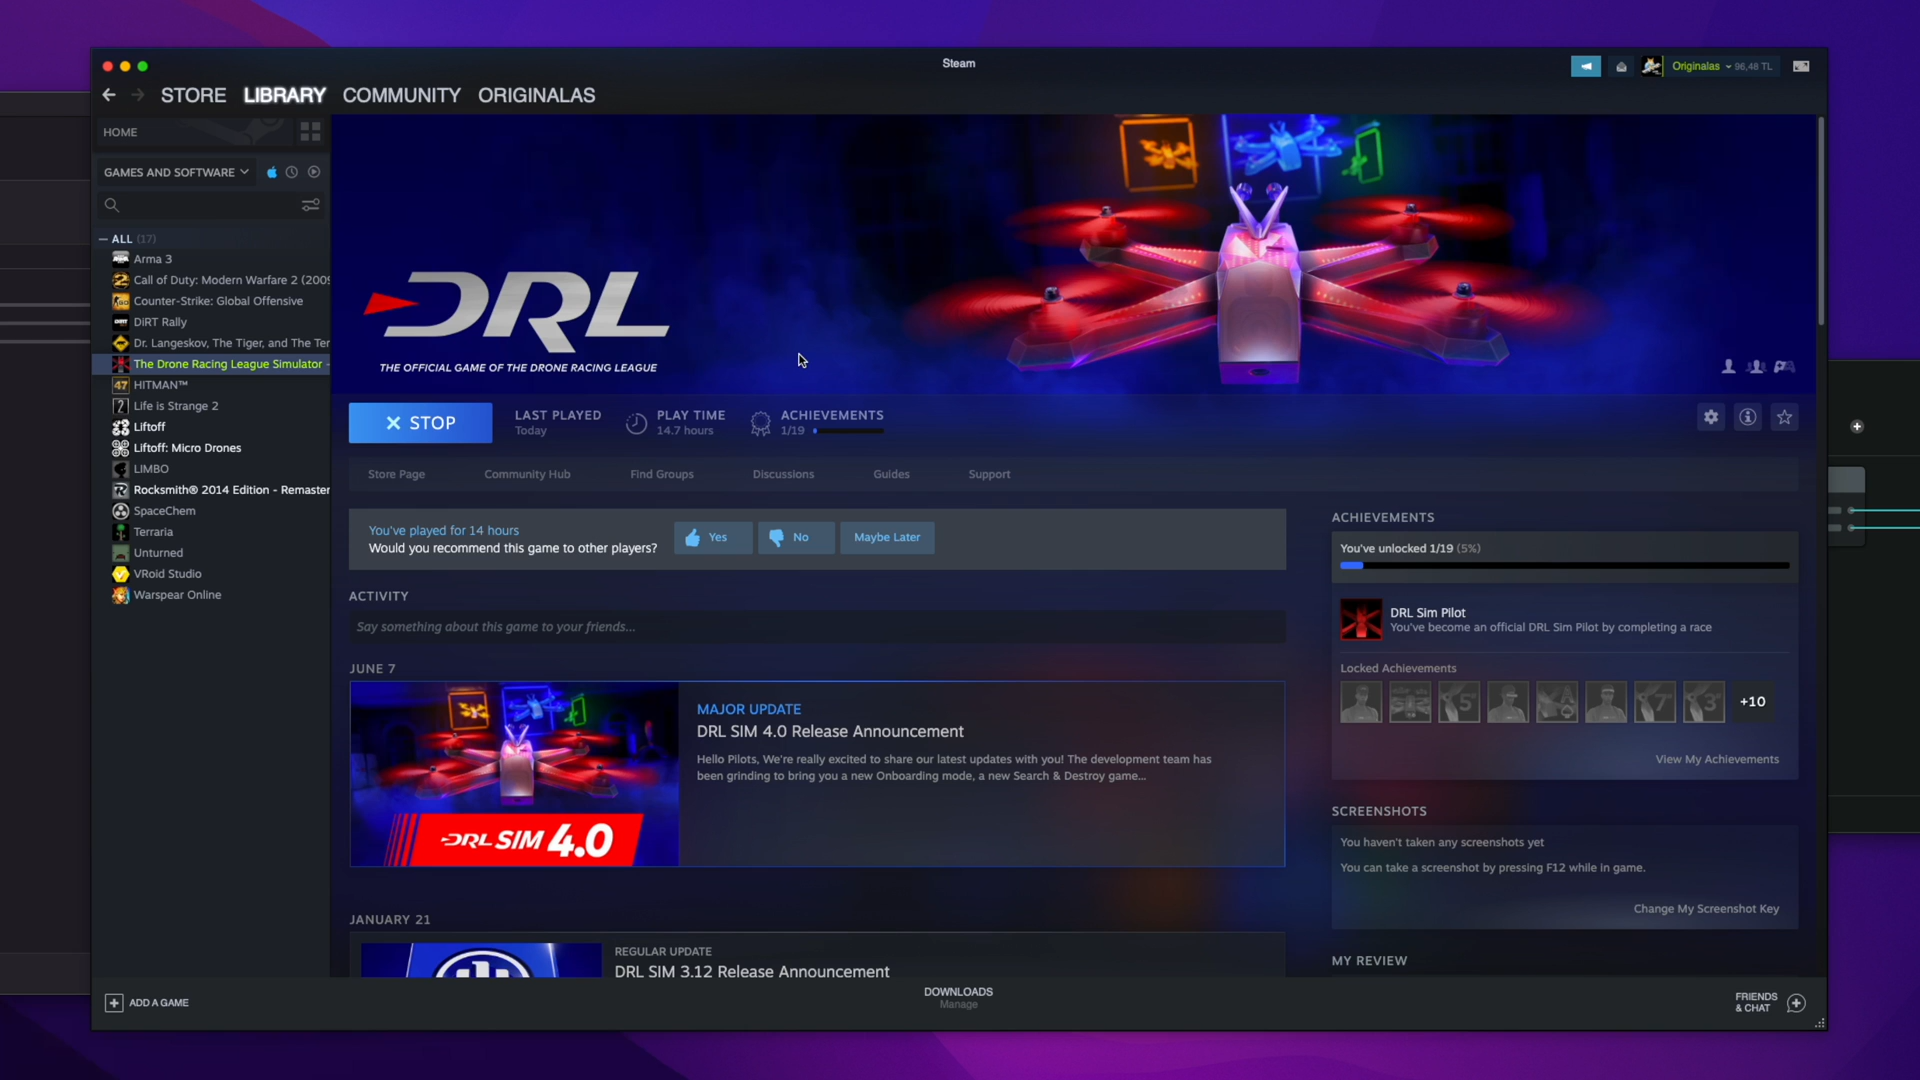 Steam
Originalas 96,48 TL
STORE LIBRARY COMMUNITY ORIGINALAS
HOME
GAMES AND SOFTWARE
ALL (17)
Arma 3
Call of Duty: Modern Warfare 2 (2009
Counter-Strike: Global Offensive
DiRT Rally
Dr. Langeskov, The Tiger, and The Ter
The Drone Racing League Simulator -
HITMAN™
Life is Strange 2
Liftoff
Liftoff: Micro Drones
LIMBO
Rocksmith® 2014 Edition - Remaster
SpaceChem
Terraria
Unturned
VRoid Studio
Warspear Online
DRL
THE OFFICIAL GAME OF THE DRONE RACING LEAGUE
STOP
LAST PLAYED
Today
PLAY TIME
14.7 hours
ACHIEVEMENTS
1/19
Store Page Community Hub Find Groups Discussions Guides Support
You've played for 14 hours
Would you recommend this game to other players?
Yes No Maybe Later
ACTIVITY
Say something about this game to your friends...
JUNE 7
DRL SIM 4.0
MAJOR UPDATE
DRL SIM 4.0 Release Announcement
Hello Pilots, We're really excited to share our latest updates with you! The development team has
been grinding to bring you a new Onboarding mode, a new Search & Destroy game...
JANUARY 21
REGULAR UPDATE
DRL SIM 3.12 Release Announcement
ACHIEVEMENTS
You've unlocked 1/19 (5%)
DRL Sim Pilot
You've become an official DRL Sim Pilot by completing a race
Locked Achievements
+10
View My Achievements
SCREENSHOTS
You haven't taken any screenshots yet
You can take a screenshot by pressing F12 while in game.
Change My Screenshot Key
MY REVIEW
ADD A GAME
DOWNLOADS
Manage
FRIENDS
& CHAT